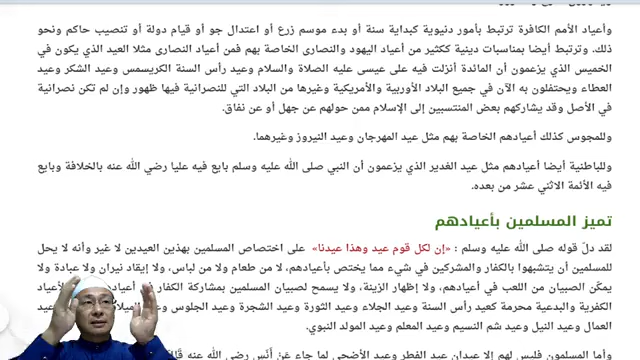 وأعياد الأمم الكافرة ترتبط بأمور دنيوية كبداية سنة أو بدء موسم زرع أو اعتدال جو أو قيام دولة أو تنصيب حاكم ونحو
ذلك. وترتبط أيضا بمناسبات دينية ككثير من أعياد اليهود والنصارى الخاصة بهم فمن أعياد النصارى مثلا العيد الذي يكون في
الخميس الذي يزعمون أن المائدة أنزلت فيه على عيسى عليه الصلاة والسلام وعيد رأس السنة الكريسمس وعيد الشكر وعيد
العطاء ويحتفلون به الآن في جميع البلاد الأوربية والأمريكية وغيرها من البلاد التي للنصرانية فيها ظهور وإن لم تكن نصرانية
في الأصل وقد يشاركهم بعض المنتسبين إلى الإسلام ممن حولهم عن جهل أو عن نفاق.
وللمجوس كذلك أعيادهم الخاصة بهم مثل عيد المهرجان وعيد النيروز وغيرهما.
وللباطنية أيضا أعيادهم مثل عيد الغدير الذي يزعمون أن النبي صلى الله عليه وسلم بايع فيه عليا رضي الله عنه بالخلافة وبايع
فيه الأئمة الاثني عشر من بعده.
تميز المسلمين بأعيادهم
لقد دلّ قوله صلى الله عليه وسلم : «إن لكل قوم عيد وهذا عيدنا» على اختصاص المسلمين بهذين العيدين لا غير وأنه لا يحل
للمسلمين أن يتشبهوا بالكفار والمشركين في شيء مما يختص بأعيادهم، لا من طعام ولا من لباس، ولا إيقاد نيران ولا عبادة ولا
يمكّن الصبيان من اللعب في أعيادهم، ولا إظهار الزينة، ولا يسمح لصبيان المسلمين بمشاركة الكفار في أعيادهم
الكفرية والبدعية محرمة كعيد رأس السنة وعيد الجلاء وعيد الثورة وعيد الشجرة وعيد الجلوس وعيد الميلاد وعيد
العمال وعيد النيل وعيد شم النسيم وعيد المعلم وعيد المولد النبوي.
وأما المسلمون فليس لهم إلا عيدان عيد الفطر وعيد الأضحى لما جاء عَنْ أَنَسٍ رضي الله عنه